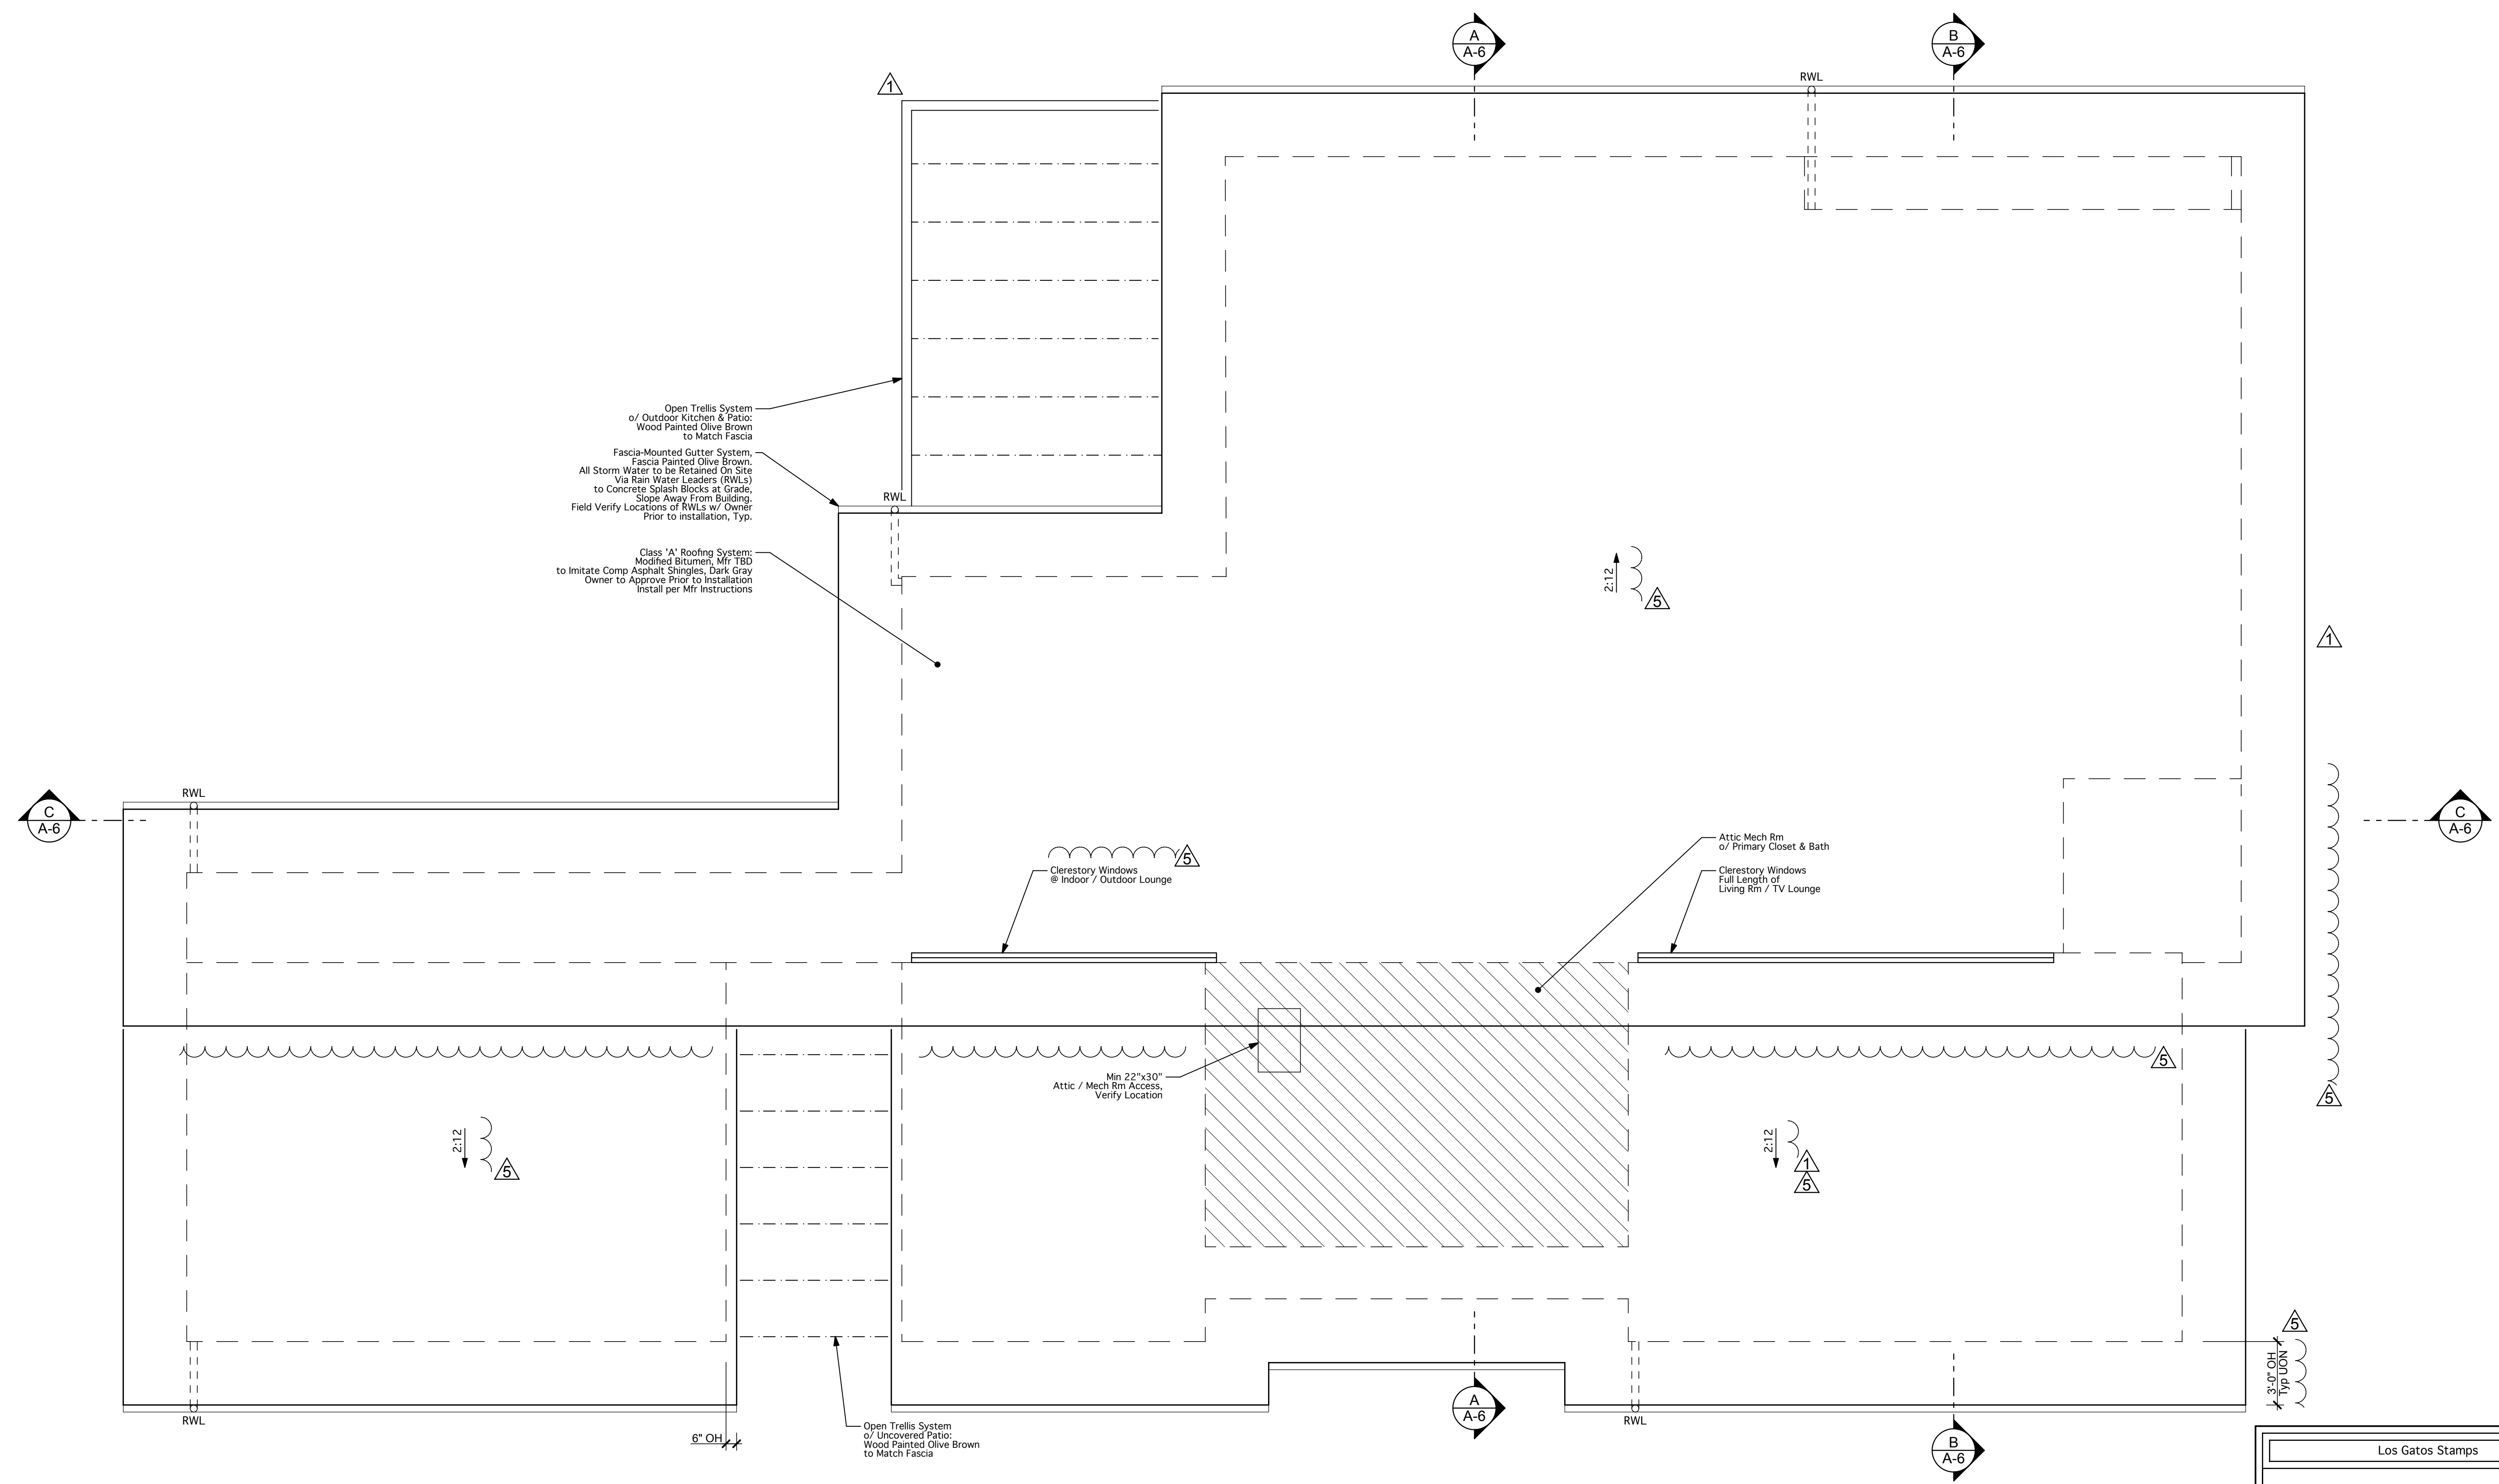 A
A-6
B
A-6
1
RWL
Open Trellis System
o/ Outdoor Kitchen & Patio:
Wood Painted Olive Brown
to Match Fascia
Fascia-Mounted Gutter System,
Fascia Painted Olive Brown.
All Storm Water to be Retained On Site
Via Rain Water Leaders (RWLs)
to Concrete Splash Blocks at Grade,
Slope Away From Building.
Field Verify Locations of RWLs w/ Owner
Prior to installation, Typ.
RWL
Class 'A' Roofing System:
Modified Bitumen, Mfr TBD
to Imitate Comp Asphalt Shingles, Dark Gray
Owner to Approve Prior to Installation
Install per Mfr Instructions
2:12
5
1
RWL
C
A-6
C
A-6
5
Clerestory Windows
@ Indoor / Outdoor Lounge
Attic Mech Rm
o/ Primary Closet & Bath
Clerestory Windows
Full Length of
Living Rm / TV Lounge
5
5
Min 22"x30"
Attic / Mech Rm Access,
Verify Location
2:12
5
2:12
1
5
5
3'-0" OH
Typ UON
RWL
6" OH
Open Trellis System
o/ Uncovered Patio:
Wood Painted Olive Brown
to Match Fascia
A
A-6
RWL
B
A-6
Los Gatos Stamps